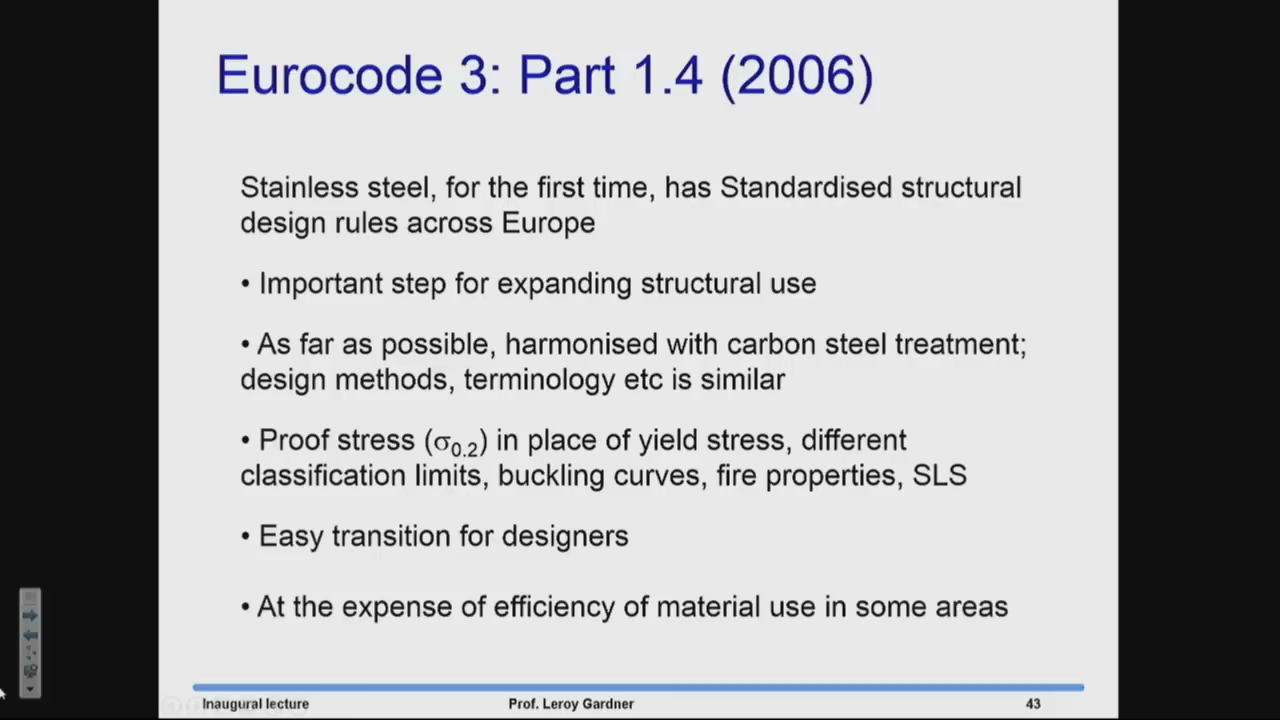 Eurocode 3: Part 1.4 (2006)
Stainless steel, for the first time, has Standardised structural
design rules across Europe
• Important step for expanding structural use
• As far as possible, harmonised with carbon steel treatment;
design methods, terminology etc is similar
• Proof stress (σ0.2) in place of yield stress, different
classification limits, buckling curves, fire properties, SLS
• Easy transition for designers
• At the expense of efficiency of material use in some areas
Inaugural lecture
Prof. Leroy Gardner
43